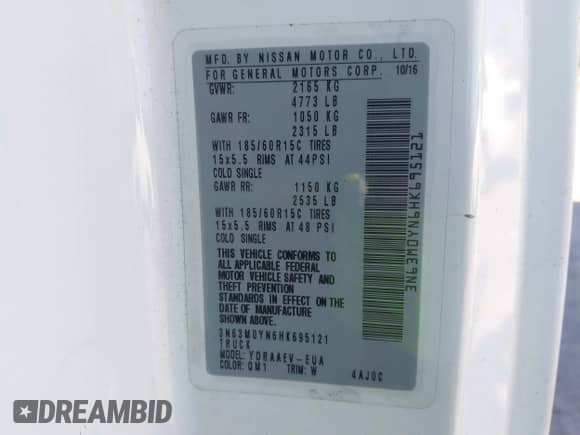 MFD. BY NISSAN MOTOR CO., LTD.
FOR GENERAL MOTORS CORP. 10/16
GVWR: 2165 KG
4773 LB
GAWR FR: 1050 KG
2315 LB
WITH 185/60R15C TIRES
15x5.5 RIMS AT 44PSI
COLD SINGLE
GAWR RR: 1150 KG
2535 LB
WITH 185/60R15C TIRES
15x5.5 RIMS AT 48 PSI
COLD SINGLE
THIS VEHICLE CONFORMS TO
ALL APPLICABLE FEDERAL
MOTOR VEHICLE SAFETY AND
THEFT PREVENTION
STANDARDS IN EFFECT ON THE
DATE OF MANUFACTURE
SHOWN ABOVE.
3N63M0YN6HK695121
TRUCK
MODEL: YDRAAEV-EUA
COLOR: QM1 TRIM: W 4AJ0C
3N63M0YN6HK695121
DREAMBID